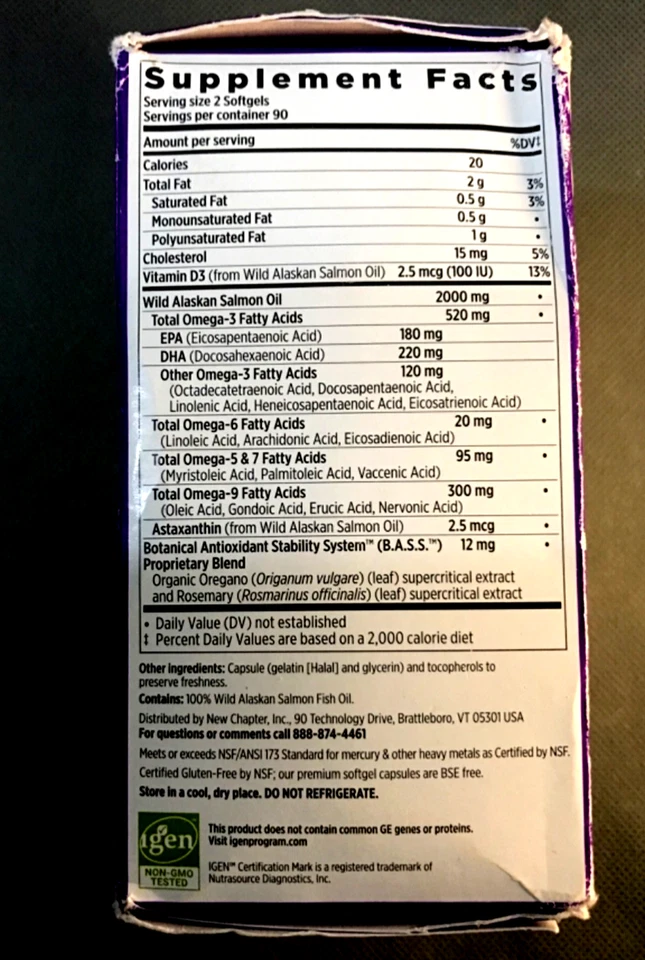 Supplement Facts
Serving size 2 Softgels
Servings per container 90
Amount per serving %DV‡
Calories 20
Total Fat 2 g 3%
Saturated Fat 0.5 g 3%
Monounsaturated Fat 0.5 g •
Polyunsaturated Fat 1 g •
Cholesterol 15 mg 5%
Vitamin D3 (from Wild Alaskan Salmon Oil) 2.5 mcg (100 IU) 13%
Wild Alaskan Salmon Oil 2000 mg •
Total Omega-3 Fatty Acids 520 mg •
EPA (Eicosapentaenoic Acid) 180 mg
DHA (Docosahexaenoic Acid) 220 mg
Other Omega-3 Fatty Acids 120 mg
(Octadecatetraenoic Acid, Docosapentaenoic Acid,
Linolenic Acid, Heneicosapentaenoic Acid, Eicosatrienoic Acid)
Total Omega-6 Fatty Acids 20 mg •
(Linoleic Acid, Arachidonic Acid, Eicosadienoic Acid)
Total Omega-5 & 7 Fatty Acids 95 mg •
(Myristoleic Acid, Palmitoleic Acid, Vaccenic Acid)
Total Omega-9 Fatty Acids 300 mg •
(Oleic Acid, Gondoic Acid, Erucic Acid, Nervonic Acid)
Astaxanthin (from Wild Alaskan Salmon Oil) 2.5 mcg •
Botanical Antioxidant Stability System™ (B.A.S.S.™) 12 mg •
Proprietary Blend
Organic Oregano (Origanum vulgare) (leaf) supercritical extract
and Rosemary (Rosmarinus officinalis) (leaf) supercritical extract
• Daily Value (DV) not established
‡ Percent Daily Values are based on a 2,000 calorie diet
Other ingredients: Capsule (gelatin [Halal] and glycerin) and tocopherols to
preserve freshness.
Contains: 100% Wild Alaskan Salmon Fish Oil.
Distributed by New Chapter, Inc., 90 Technology Drive, Brattleboro, VT 05301 USA
For questions or comments call 888-874-4461
Meets or exceeds NSF/ANSI 173 Standard for mercury & other heavy metals as Certified by NSF.
Certified Gluten-Free by NSF; our premium softgel capsules are BSE free.
Store in a cool, dry place. DO NOT REFRIGERATE.
igen
NON-GMO
TESTED
This product does not contain common GE genes or proteins.
Visit igenprogram.com
IGEN℠ Certification Mark is a registered trademark of
Nutrasource Diagnostics, Inc.